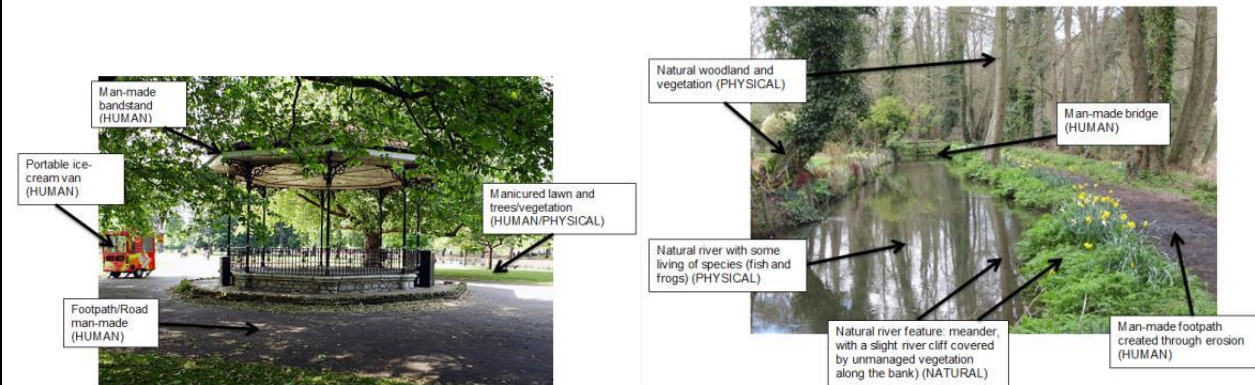 Man-made
bandstand
(HUMAN)
Portable ice-
cream van
(HUMAN)
Manicured lawn and
trees/vegetation
(HUMAN/PHYSICAL)
Footpath/Road
man-made
(HUMAN)
Natural woodland and
vegetation (PHYSICAL)
Man-made bridge
(HUMAN)
Natural river with some
living of species (fish and
frogs) (PHYSICAL)
Natural river feature: meander,
with a slight river cliff covered
by unmanaged vegetation
along the bank) (NATURAL)
Man-made footpath
created through erosion
(HUMAN)